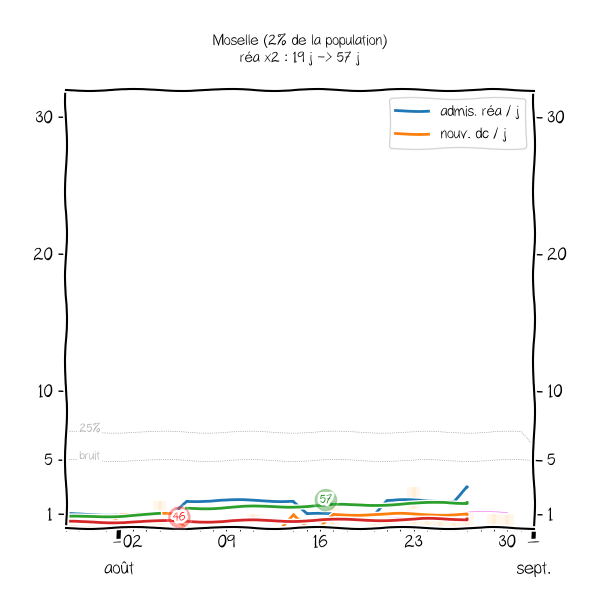 Moselle (2% de la population)
réa x2 : 19 j -> 57 j
admis. réa / j
nouv. dc / j
30
30
20
20
10
10
25%
5
bruit
5
57
46
1
1
02
09
16
23
30
août
sept.